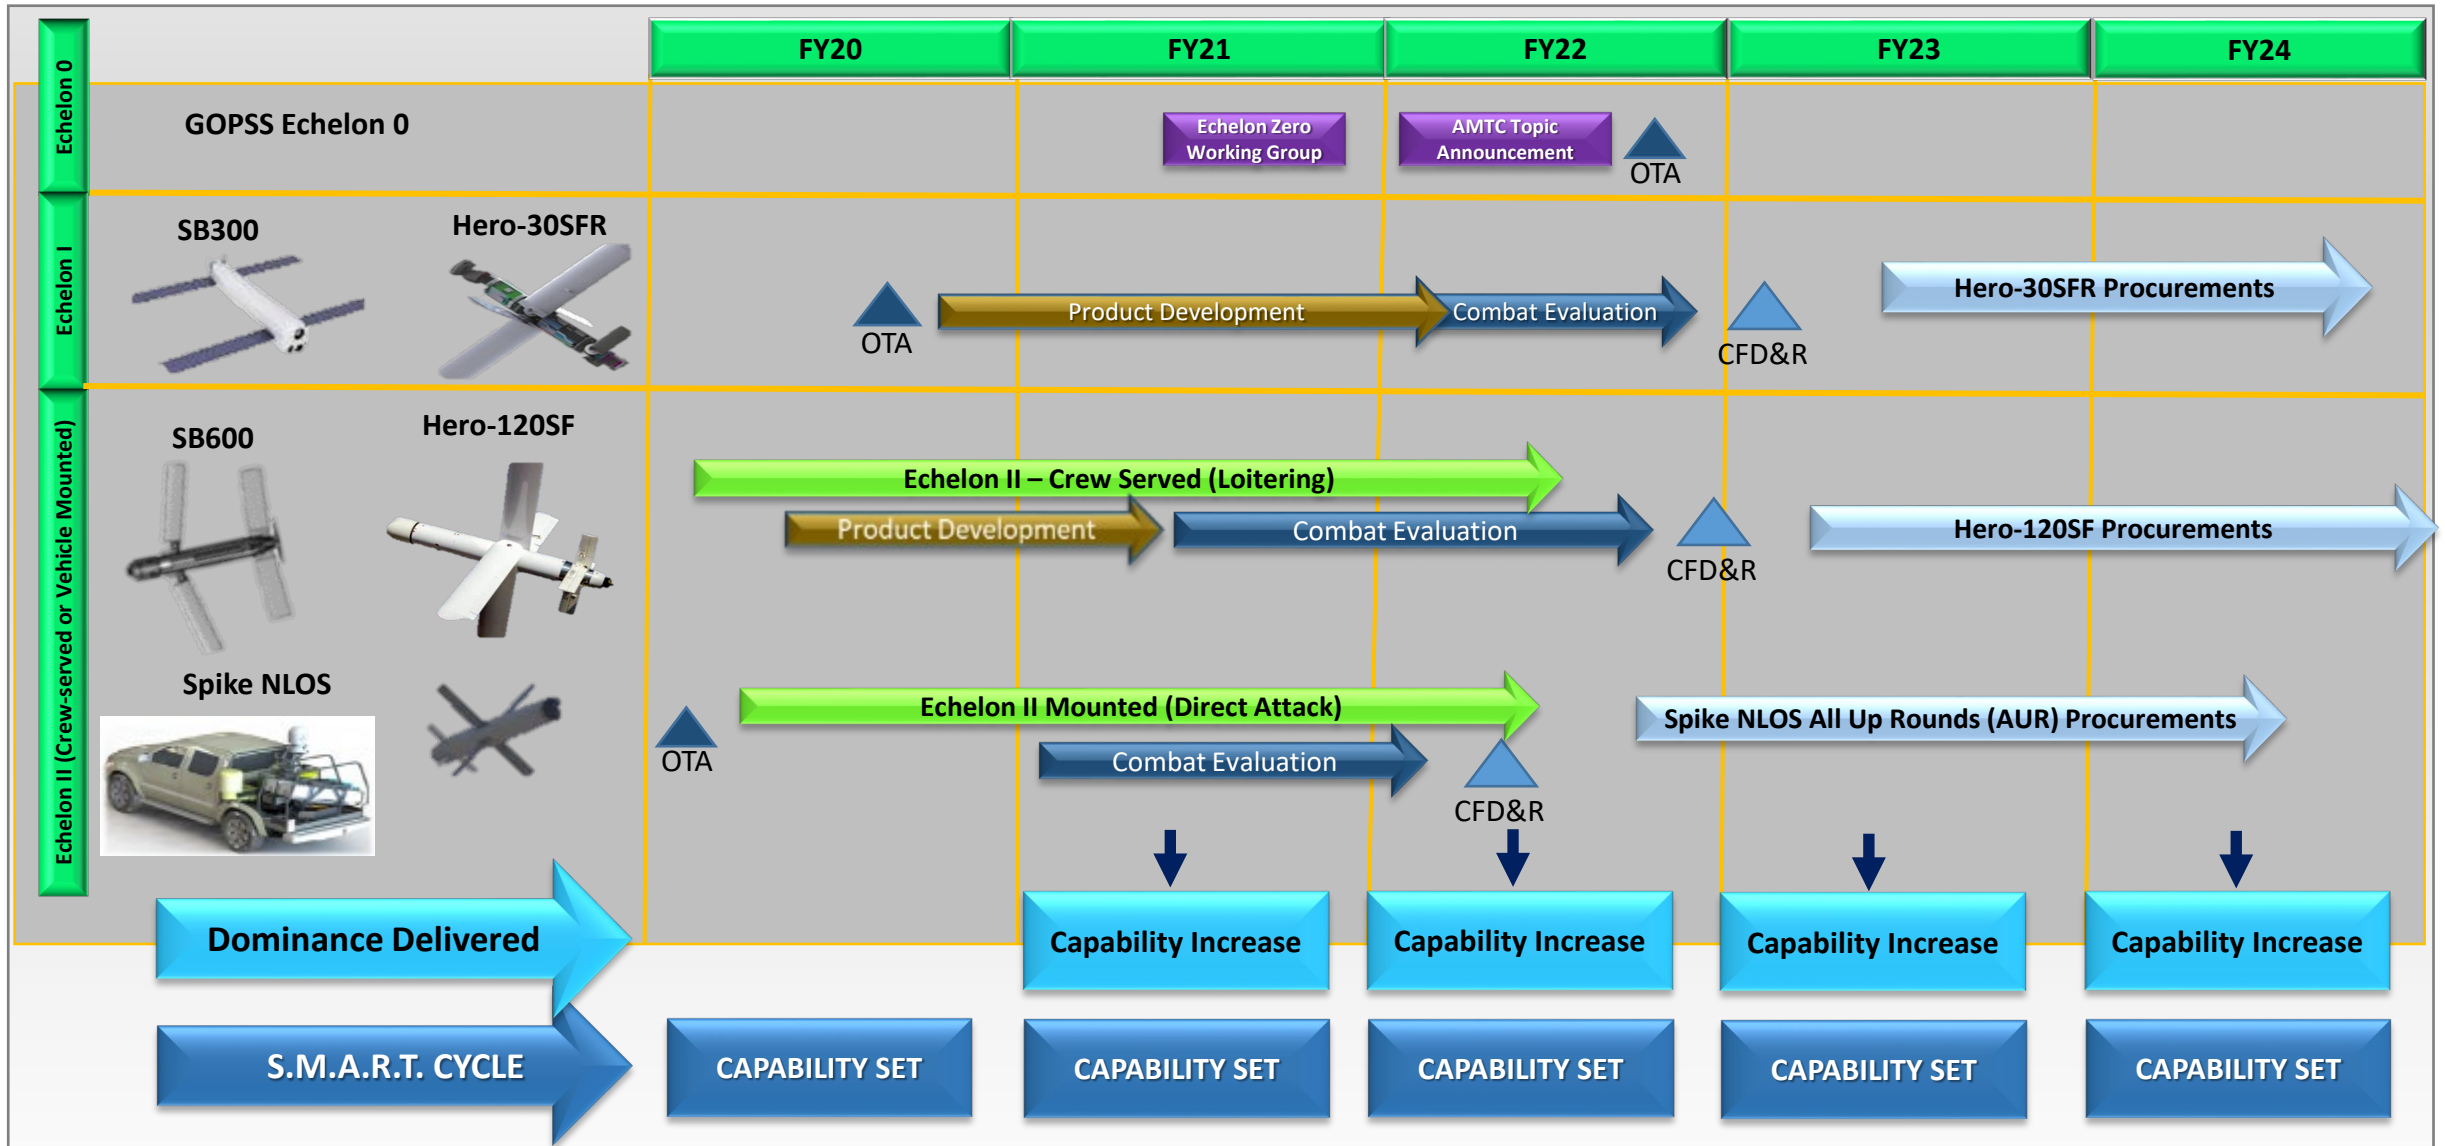 FY20 FY21 FY22 FY23 FY24
Echelon 0
GOPSS Echelon 0
Echelon Zero
Working Group
AMTC Topic
Announcement
OTA
Echelon I
SB300
Hero-30SFR
OTA
Product Development
Combat Evaluation
CFD&R
Hero-30SFR Procurements
Echelon II (Crew-served or Vehicle Mounted)
SB600
Hero-120SF
Echelon II – Crew Served (Loitering)
Product Development
Combat Evaluation
CFD&R
Hero-120SF Procurements
Spike NLOS
OTA
Echelon II Mounted (Direct Attack)
Combat Evaluation
CFD&R
Spike NLOS All Up Rounds (AUR) Procurements
Dominance Delivered
Capability Increase
Capability Increase
Capability Increase
Capability Increase
S.M.A.R.T. CYCLE
CAPABILITY SET
CAPABILITY SET
CAPABILITY SET
CAPABILITY SET
CAPABILITY SET